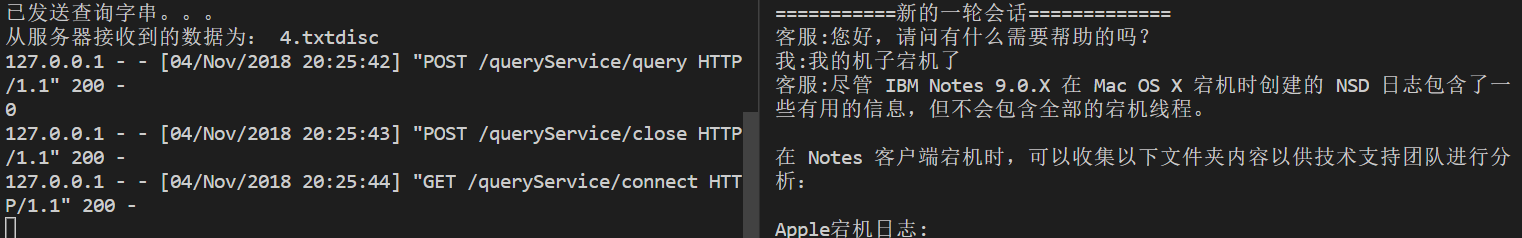 已发送查询字串。。。
从服务器接收到的数据为： 4.txtdisc
127.0.0.1 - - [04/Nov/2018 20:25:42] "POST /queryService/query HTTP
/1.1" 200 -
0
127.0.0.1 - - [04/Nov/2018 20:25:43] "POST /queryService/close HTTP
/1.1" 200 -
127.0.0.1 - - [04/Nov/2018 20:25:44] "GET /queryService/connect HTT
P/1.1" 200 -
===========新的一轮会话=============
客服:您好，请问有什么需要帮助的吗？
我:我的机子宕机了
客服:尽管 IBM Notes 9.0.X 在 Mac OS X 宕机时创建的 NSD 日志包含了一
些有用的信息，但不会包含全部的宕机线程。
在 Notes 客户端宕机时，可以收集以下文件夹内容以供技术支持团队进行分
析：
Apple宕机日志：